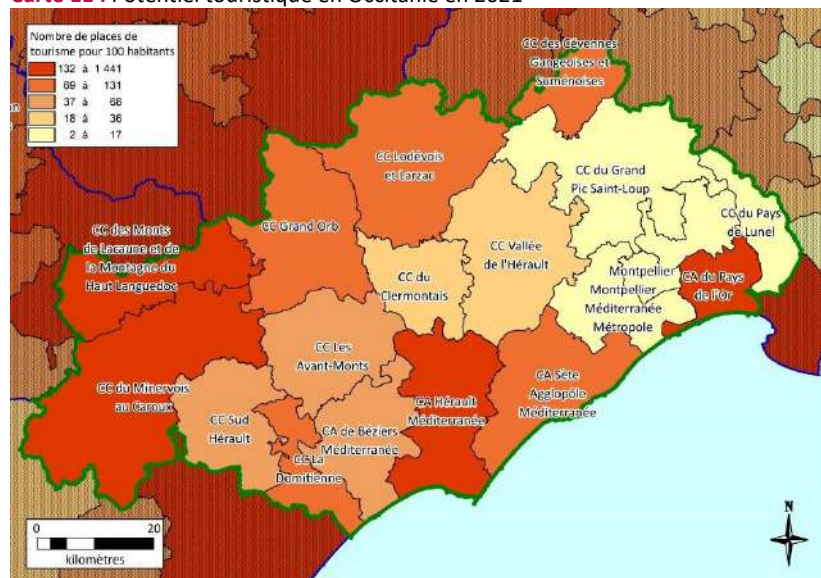 Carte 114 : Potentiel touristique en Occitanie en 2021
Nombre de places de
tourisme pour 100 habitants
132 à 1 441
69 à 131
37 à 68
18 à 36
2 à 17
CC des Cévennes
Gangeoises et
Suménoises
CC Lodévois
et Larzac
CC du Grand
Pic Saint-Loup
CC du Pays
de Lunel
CC Grand Orb
CC des Monts
de Lacaune et de
la Montagne du
Haut Languedoc
CC Vallée
de l'Hérault
CC du
Clermontais
Montpellier
Montpellier
Méditerranée
Métropole
CA du Pays
de l'Or
CC Les
Avant-Monts
CC du Minervois
au Caroux
CA Sète
Agglopôle
Méditerranée
CA Hérault
Méditerranée
CC Sud
Hérault
CA de Béziers
Méditerranée
CC La
Domitienne
N
0 20
kilomètres